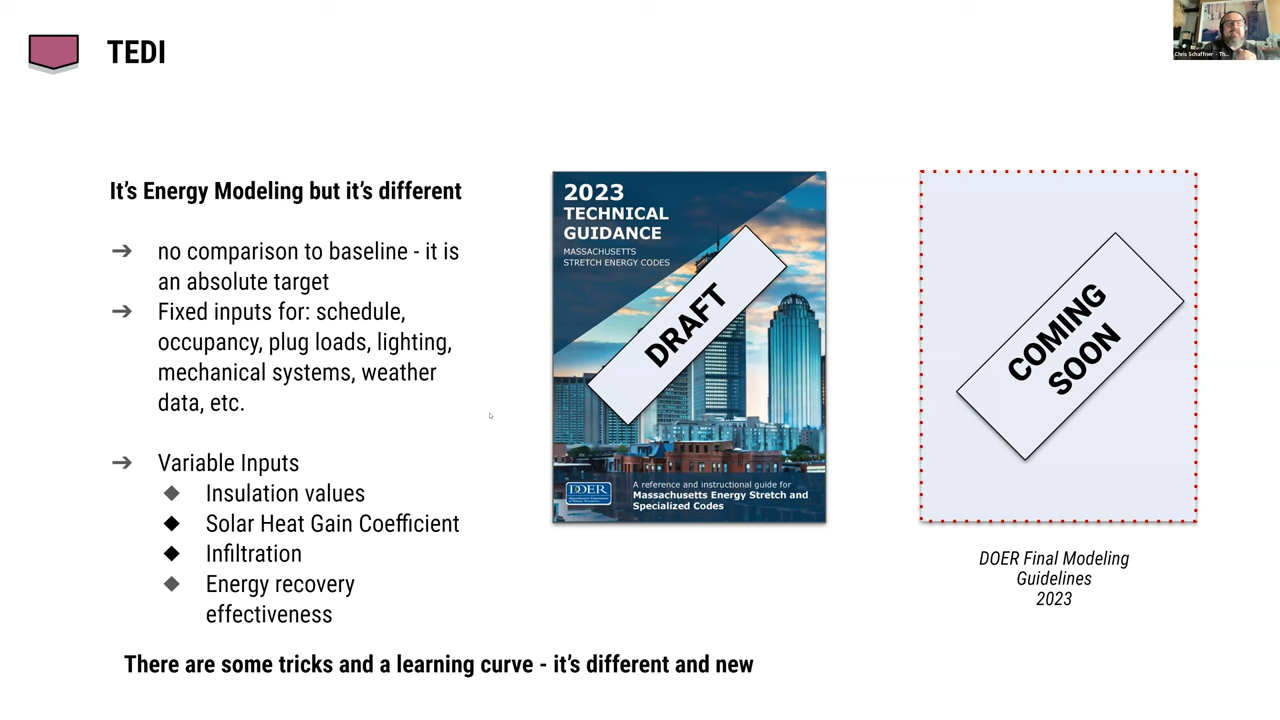 TEDI
Chris Schaffner - Th...
It's Energy Modeling but it's different
➔ no comparison to baseline - it is
an absolute target
➔ Fixed inputs for: schedule,
occupancy, plug loads, lighting,
mechanical systems, weather
data, etc.
➔ Variable Inputs
◆ Insulation values
◆ Solar Heat Gain Coefficient
◆ Infiltration
◆ Energy recovery
effectiveness
There are some tricks and a learning curve - it's different and new
2023
TECHNICAL
GUIDANCE
MASSACHUSETTS
STRETCH ENERGY CODES
DRAFT
DOER
A reference and instructional guide for
Massachusetts Energy Stretch and
Specialized Codes
COMING
SOON
DOER Final Modeling
Guidelines
2023